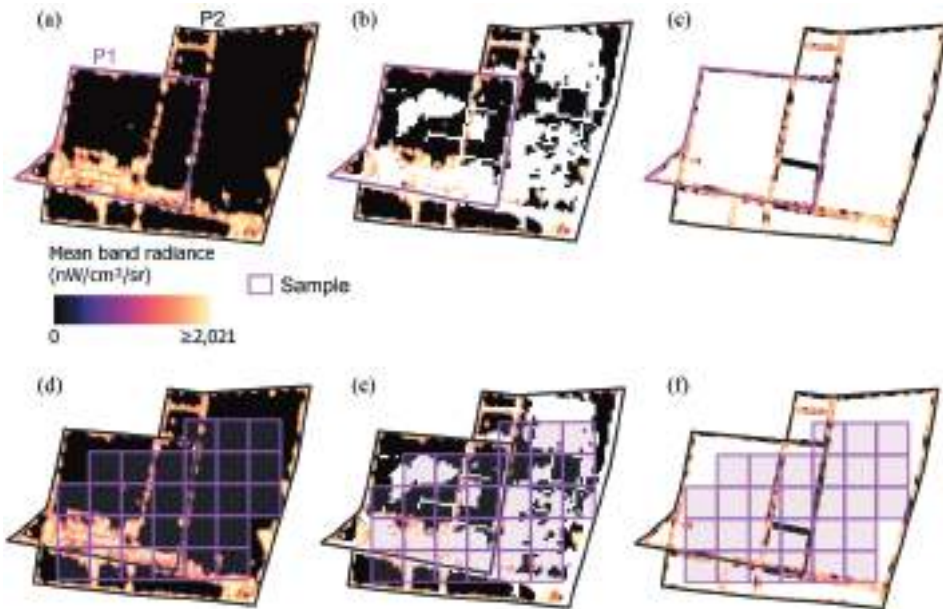 (a) P2 (b) (c)
P1
Mean band radiance
(nW/cm²/sr)
Sample
0 ≥2,021
(d) (e) (f)